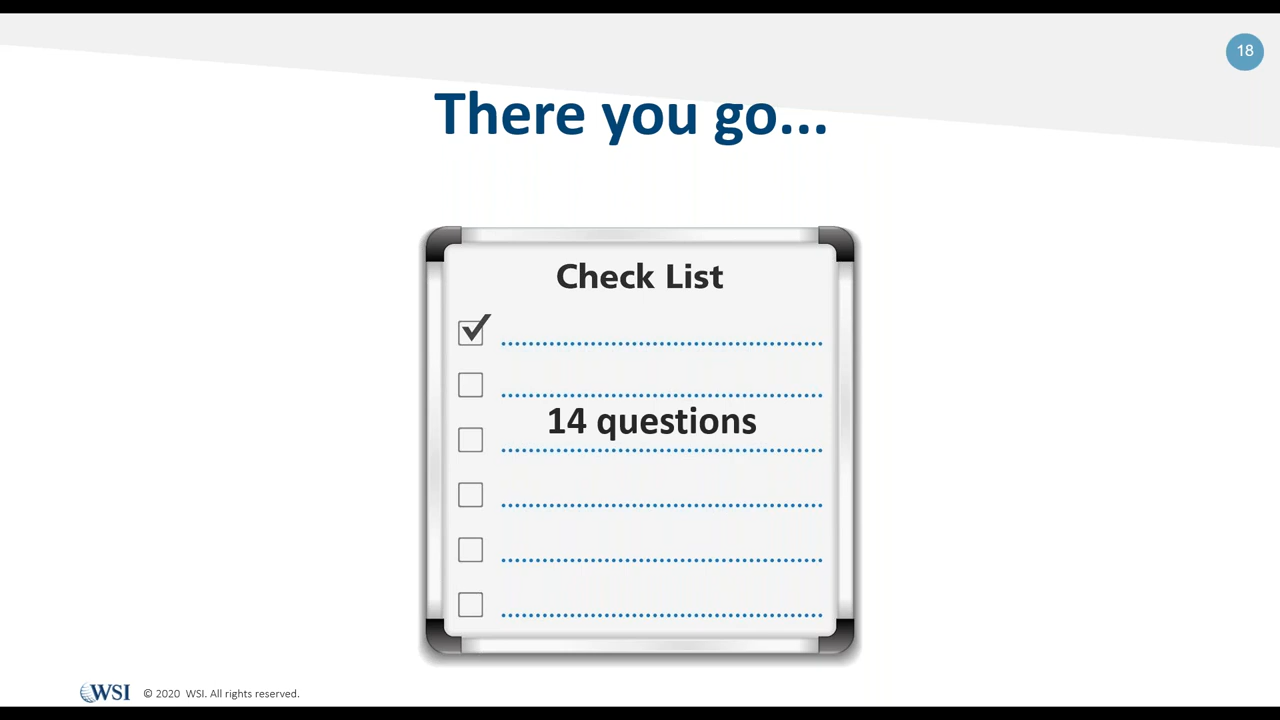 18
There you go...
Check List
14 questions
WSI © 2020 WSI. All rights reserved.